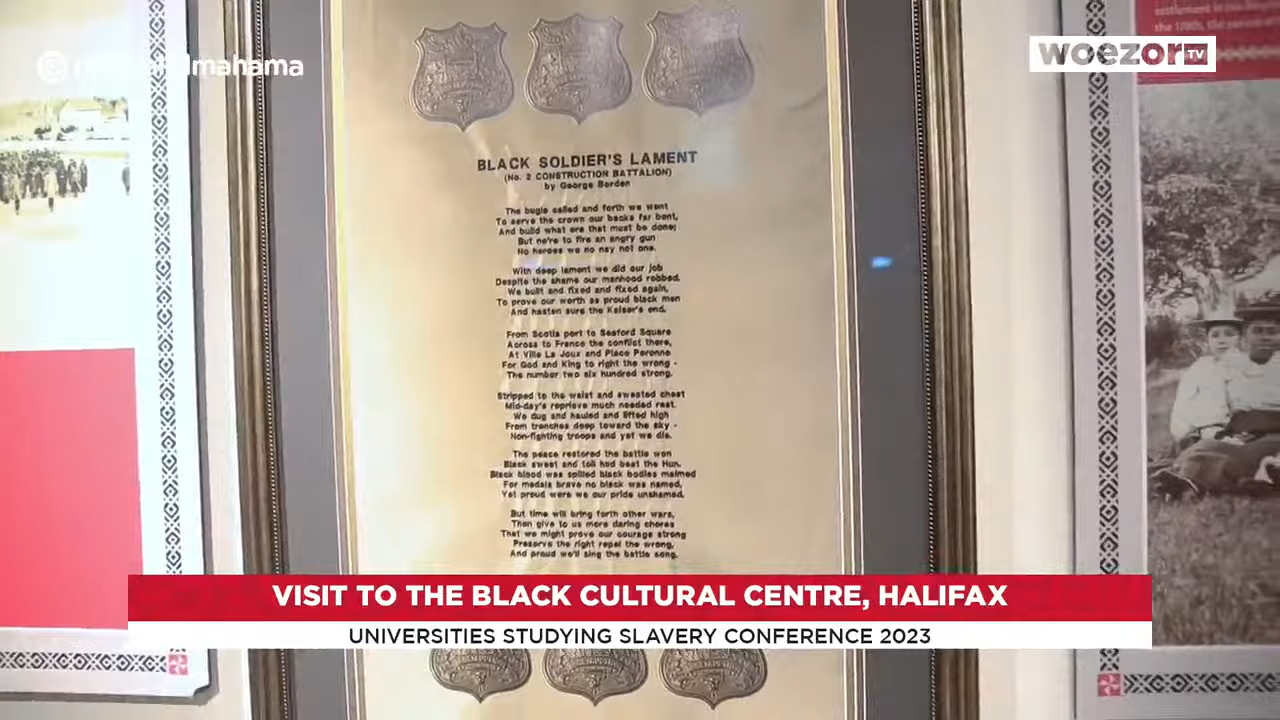 mahama
woezor TV
BLACK SOLDIER'S LAMENT
(No. 2 CONSTRUCTION BATTALION)
by George Borden
The bugle called and forth we went
To serve the crown our backs far bent,
And build what ere that must be done;
But ne're to fire an angry gun
No heroes we no nay not one.
With deep lament we did our job
Despite the shame our manhood robbed.
We built and fixed and fixed again,
To prove our worth as proud black men
And hasten sure the Kaiser's end.
From Scotia port to Seaford Square
Across to France the conflict there,
At Ville La Joux and Place Peronne
For God and King to right the wrong -
The number two six hundred strong.
Stripped to the waist and sweated chest
Mid-day's reprieve much needed rest.
We dug and hauled and lifted high
From trenches deep toward the sky -
Non-fighting troops and yet we die.
The peace restored the battle won
Black sweat and toil had beat the Hun.
Black blood was spilled black bodies maimed
For medals brave no black was named,
Yet proud were we our pride unshamed.
But time will bring forth other wars,
Then give to us more daring chores
That we might prove our courage strong
Preserve the right repel the wrong,
And proud we'll sing the battle song.
VISIT TO THE BLACK CULTURAL CENTRE, HALIFAX
UNIVERSITIES STUDYING SLAVERY CONFERENCE 2023